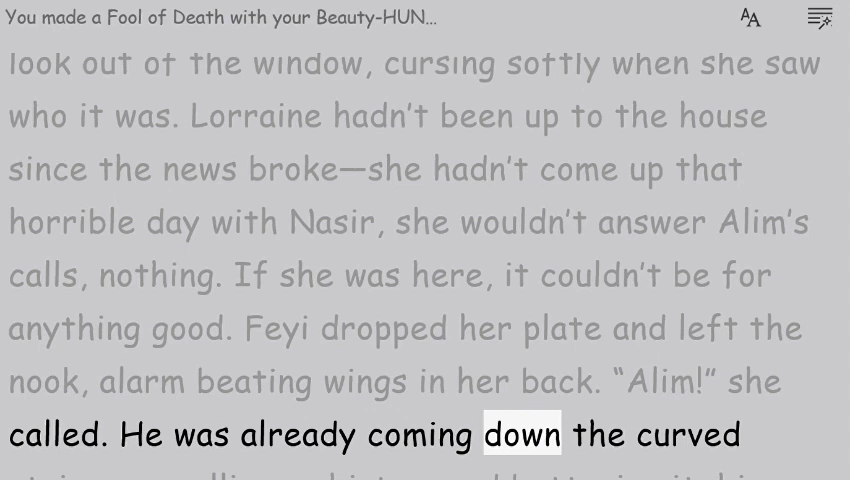 You made a Fool of Death with your Beauty-HUN...
AA
look out of the window, cursing softly when she saw
who it was. Lorraine hadn't been up to the house
since the news broke—she hadn't come up that
horrible day with Nasir, she wouldn't answer Alim's
calls, nothing. If she was here, it couldn't be for
anything good. Feyi dropped her plate and left the
nook, alarm beating wings in her back. “Alim!” she
called. He was already coming down the curved